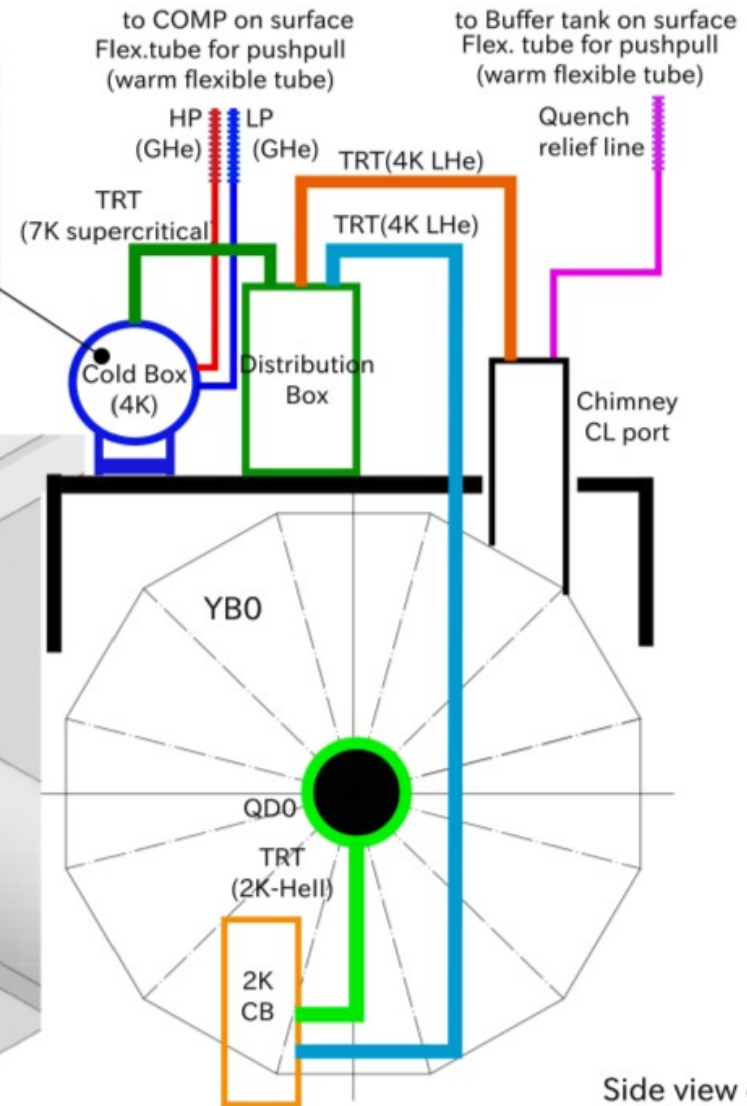 to COMP on surface
Flex.tube for pushpull
(warm flexible tube)
to Buffer tank on surface
Flex. tube for pushpull
(warm flexible tube)
HP
(GHe)
LP
(GHe)
Quench
relief line
TRT(4K LHe)
TRT
(7K supercritical)
TRT(4K LHe)
Cold Box
(4K)
Distribution
Box
Chimney
CL port
YB0
QD0
TRT
(2K-HeII)
2K
CB
Side view